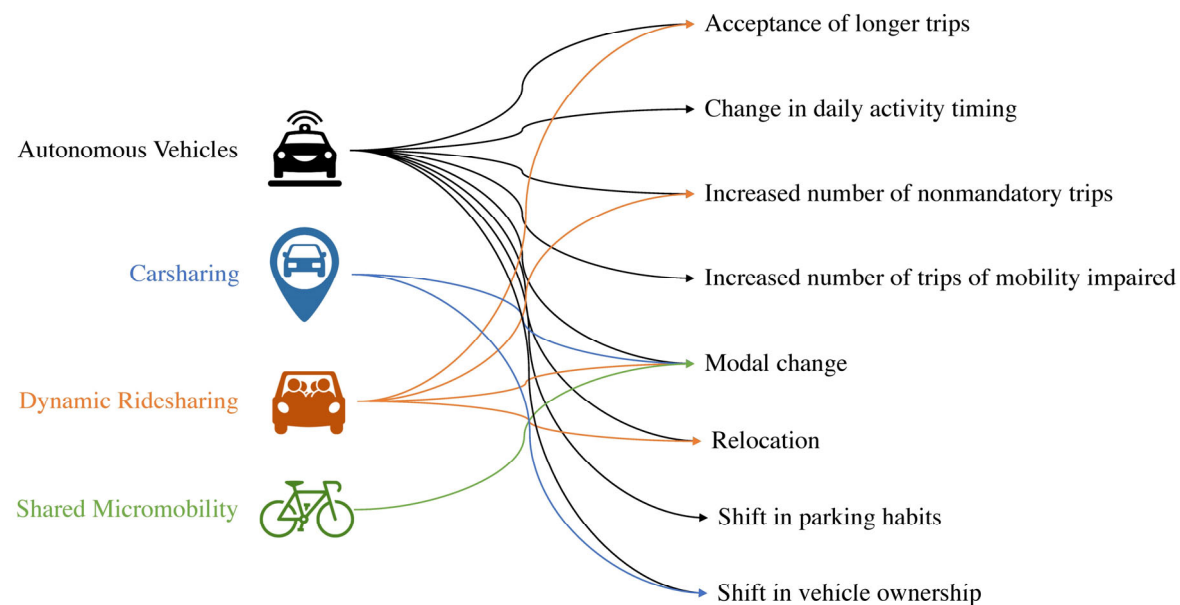 Autonomous Vehicles
Carsharing
Dynamic Ridesharing
Shared Micromobility
Acceptance of longer trips
Change in daily activity timing
Increased number of nonmandatory trips
Increased number of trips of mobility impaired
Modal change
Relocation
Shift in parking habits
Shift in vehicle ownership